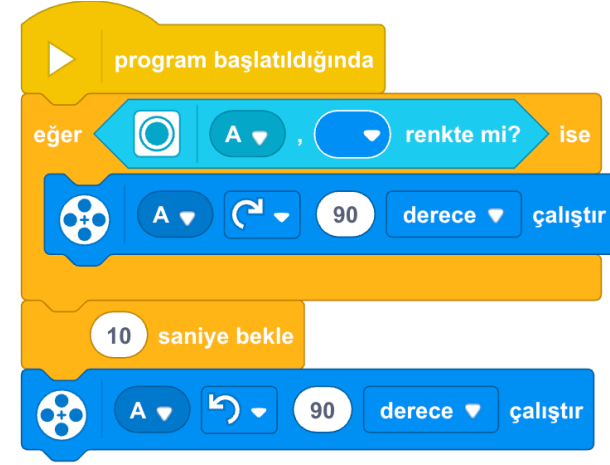 program başlatıldığında
eğer A , renkte mi? ise
A 90 derece çalıştır
10 saniye bekle
A 90 derece çalıştır